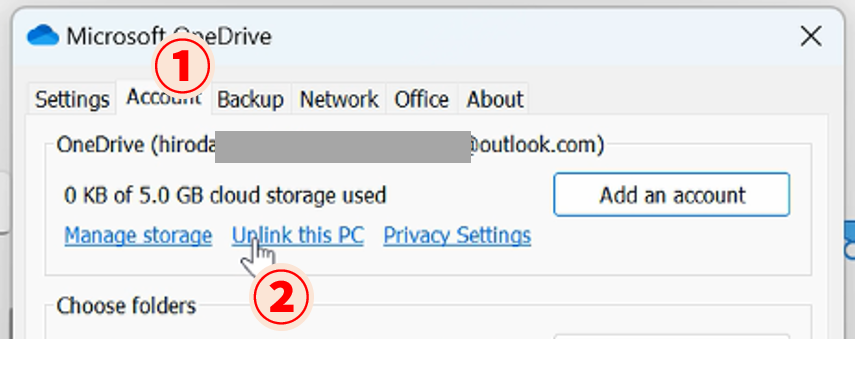 Microsoft OneDrive
1
Settings Account Backup Network Office About
OneDrive (hiroda @outlook.com)
0 KB of 5.0 GB cloud storage used
Add an account
Manage storage Unlink this PC Privacy Settings
2
Choose folders